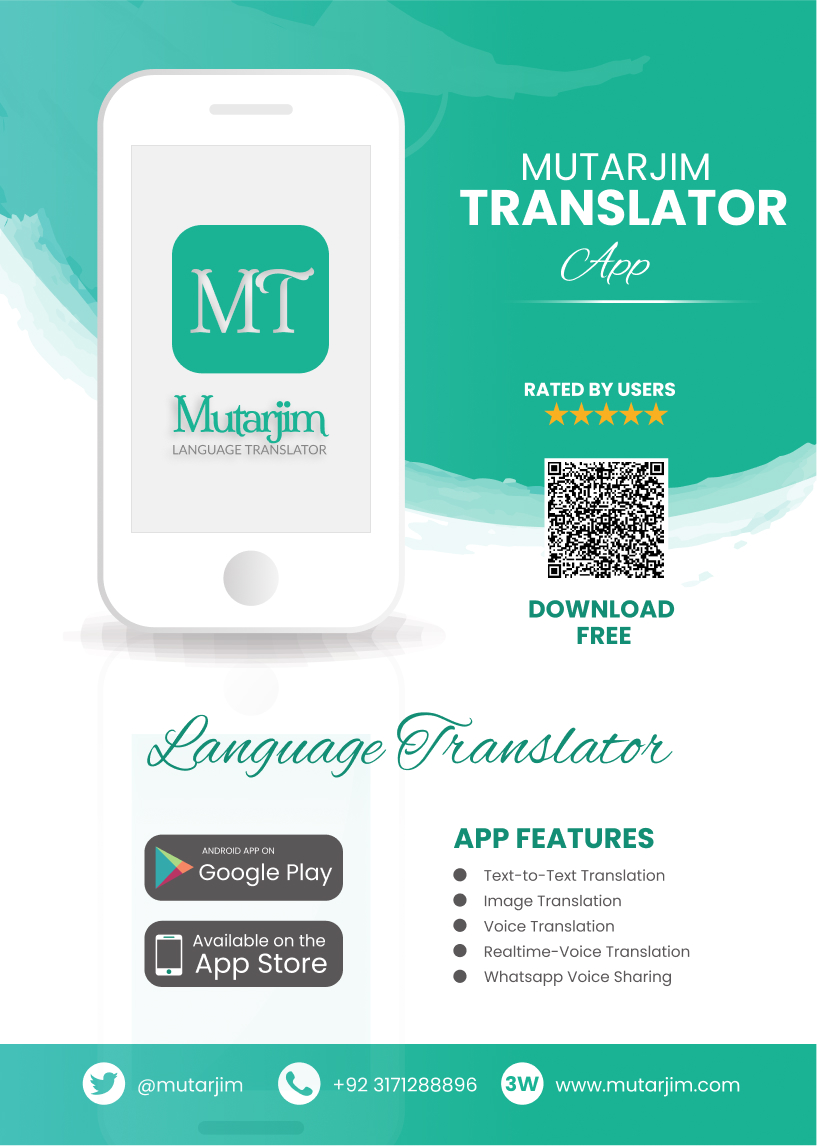 MUTARJIM
TRANSLATOR
App
MT
Mutarjim
LANGUAGE TRANSLATOR
RATED BY USERS
DOWNLOAD
FREE
Language Translator
ANDROID APP ON
Google Play
Available on the
App Store
APP FEATURES
Text-to-Text Translation
Image Translation
Voice Translation
Realtime-Voice Translation
Whatsapp Voice Sharing
@mutarjim
+92 3171288896
3W www.mutarjim.com